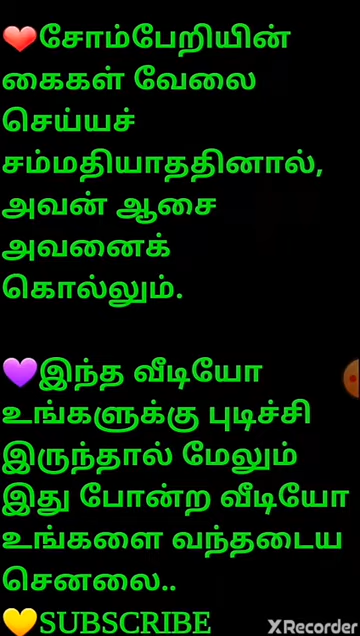 ❤சோம்பேறியின்
கைகள் வேலை
செய்யச்
சம்மதியாததினால்,
அவன் ஆசை
அவனைக்
கொல்லும்.
💜இந்த வீடியோ
உங்களுக்கு புடிச்சி
இருந்தால் மேலும்
இது போன்ற வீடியோ
உங்களை வந்தடைய
செனலை..
💛SUBSCRIBE
XRecorder